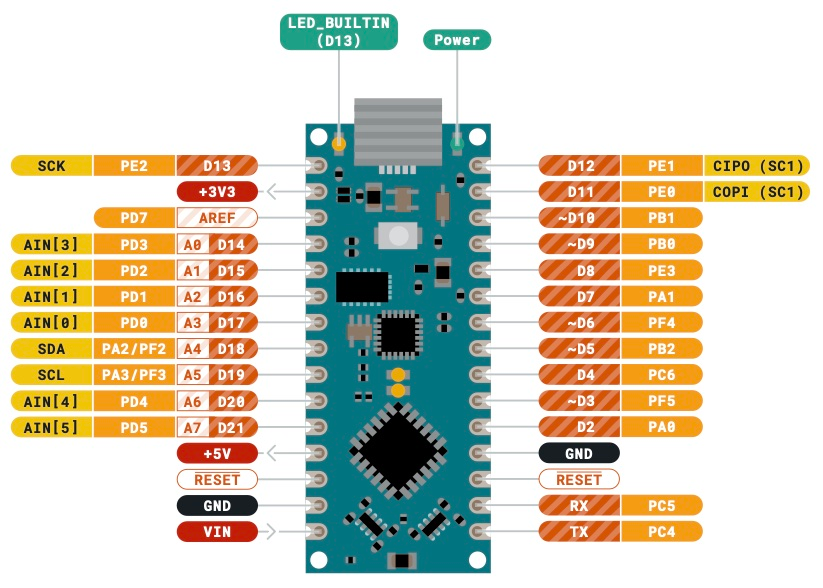 LED_BUILTIN
(D13)
Power
SCK PE2 D13
+3V3
PD7 AREF
AIN[3] PD3 A0 D14
AIN[2] PD2 A1 D15
AIN[1] PD1 A2 D16
AIN[0] PD0 A3 D17
SDA PA2/PF2 A4 D18
SCL PA3/PF3 A5 D19
AIN[4] PD4 A6 D20
AIN[5] PD5 A7 D21
+5V
RESET
GND
VIN
D12 PE1 CIPO (SC1)
D11 PE0 COPI (SC1)
~D10 PB1
~D9 PB0
D8 PE3
D7 PA1
~D6 PF4
~D5 PB2
D4 PC6
~D3 PF5
D2 PA0
GND
RESET
RX PC5
TX PC4